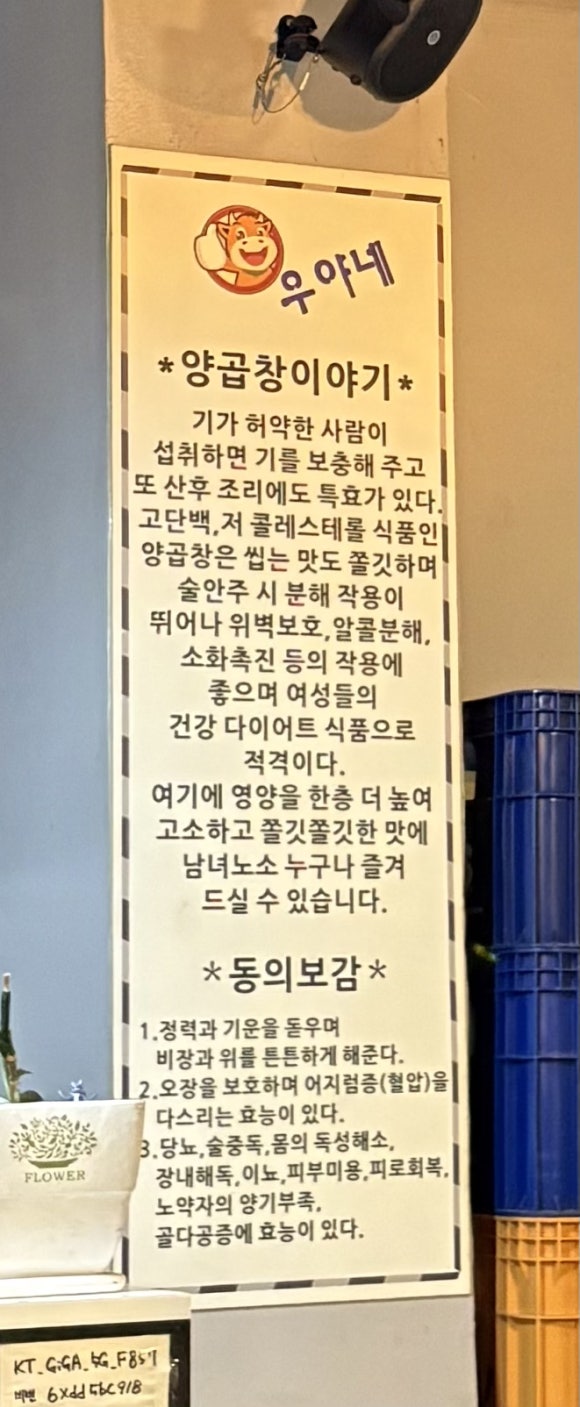 우야네
*양곱창이야기*
기가 허약한 사람이
섭취하면 기를 보충해 주고
또 산후 조리에도 특효가 있다.
고단백,저 콜레스테롤 식품인
양곱창은 씹는 맛도 쫄깃하며
술안주 시 분해 작용이
뛰어나 위벽보호,알콜분해,
소화촉진 등의 작용에
좋으며 여성들의
건강 다이어트 식품으로
적격이다.
여기에 영양을 한층 더 높여
고소하고 쫄깃쫄깃한 맛에
남녀노소 누구나 즐겨
드실 수 있습니다.
*동의보감*
1.정력과 기운을 돋우며
비장과 위를 튼튼하게 해준다.
2.오장을 보호하며 어지럼증(혈압)을
다스리는 효능이 있다.
3.당뇨,술중독,몸의 독성해소,
장내해독,이뇨,피부미용,피로회복,
노약자의 양기부족,
골다공증에 효능이 있다.
FLOWER
KT_GiGA_5G_F857
비번 6xdd5bc918